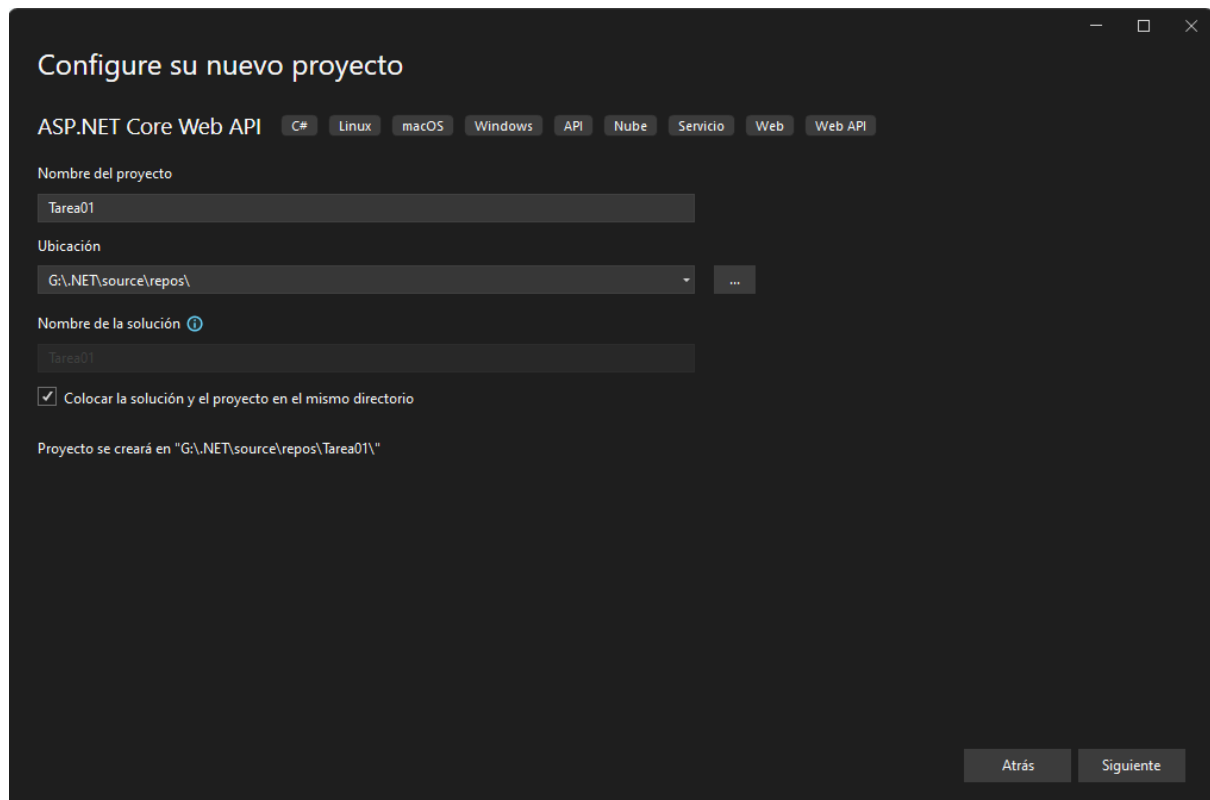 Configure su nuevo proyecto
ASP.NET Core Web API C# Linux macOS Windows API Nube Servicio Web Web API
Nombre del proyecto
Tarea01
Ubicación
G:\.NET\source\repos\
...
Nombre de la solución
Tarea01
Colocar la solución y el proyecto en el mismo directorio
Proyecto se creará en "G:\.NET\source\repos\Tarea01\"
Atrás Siguiente